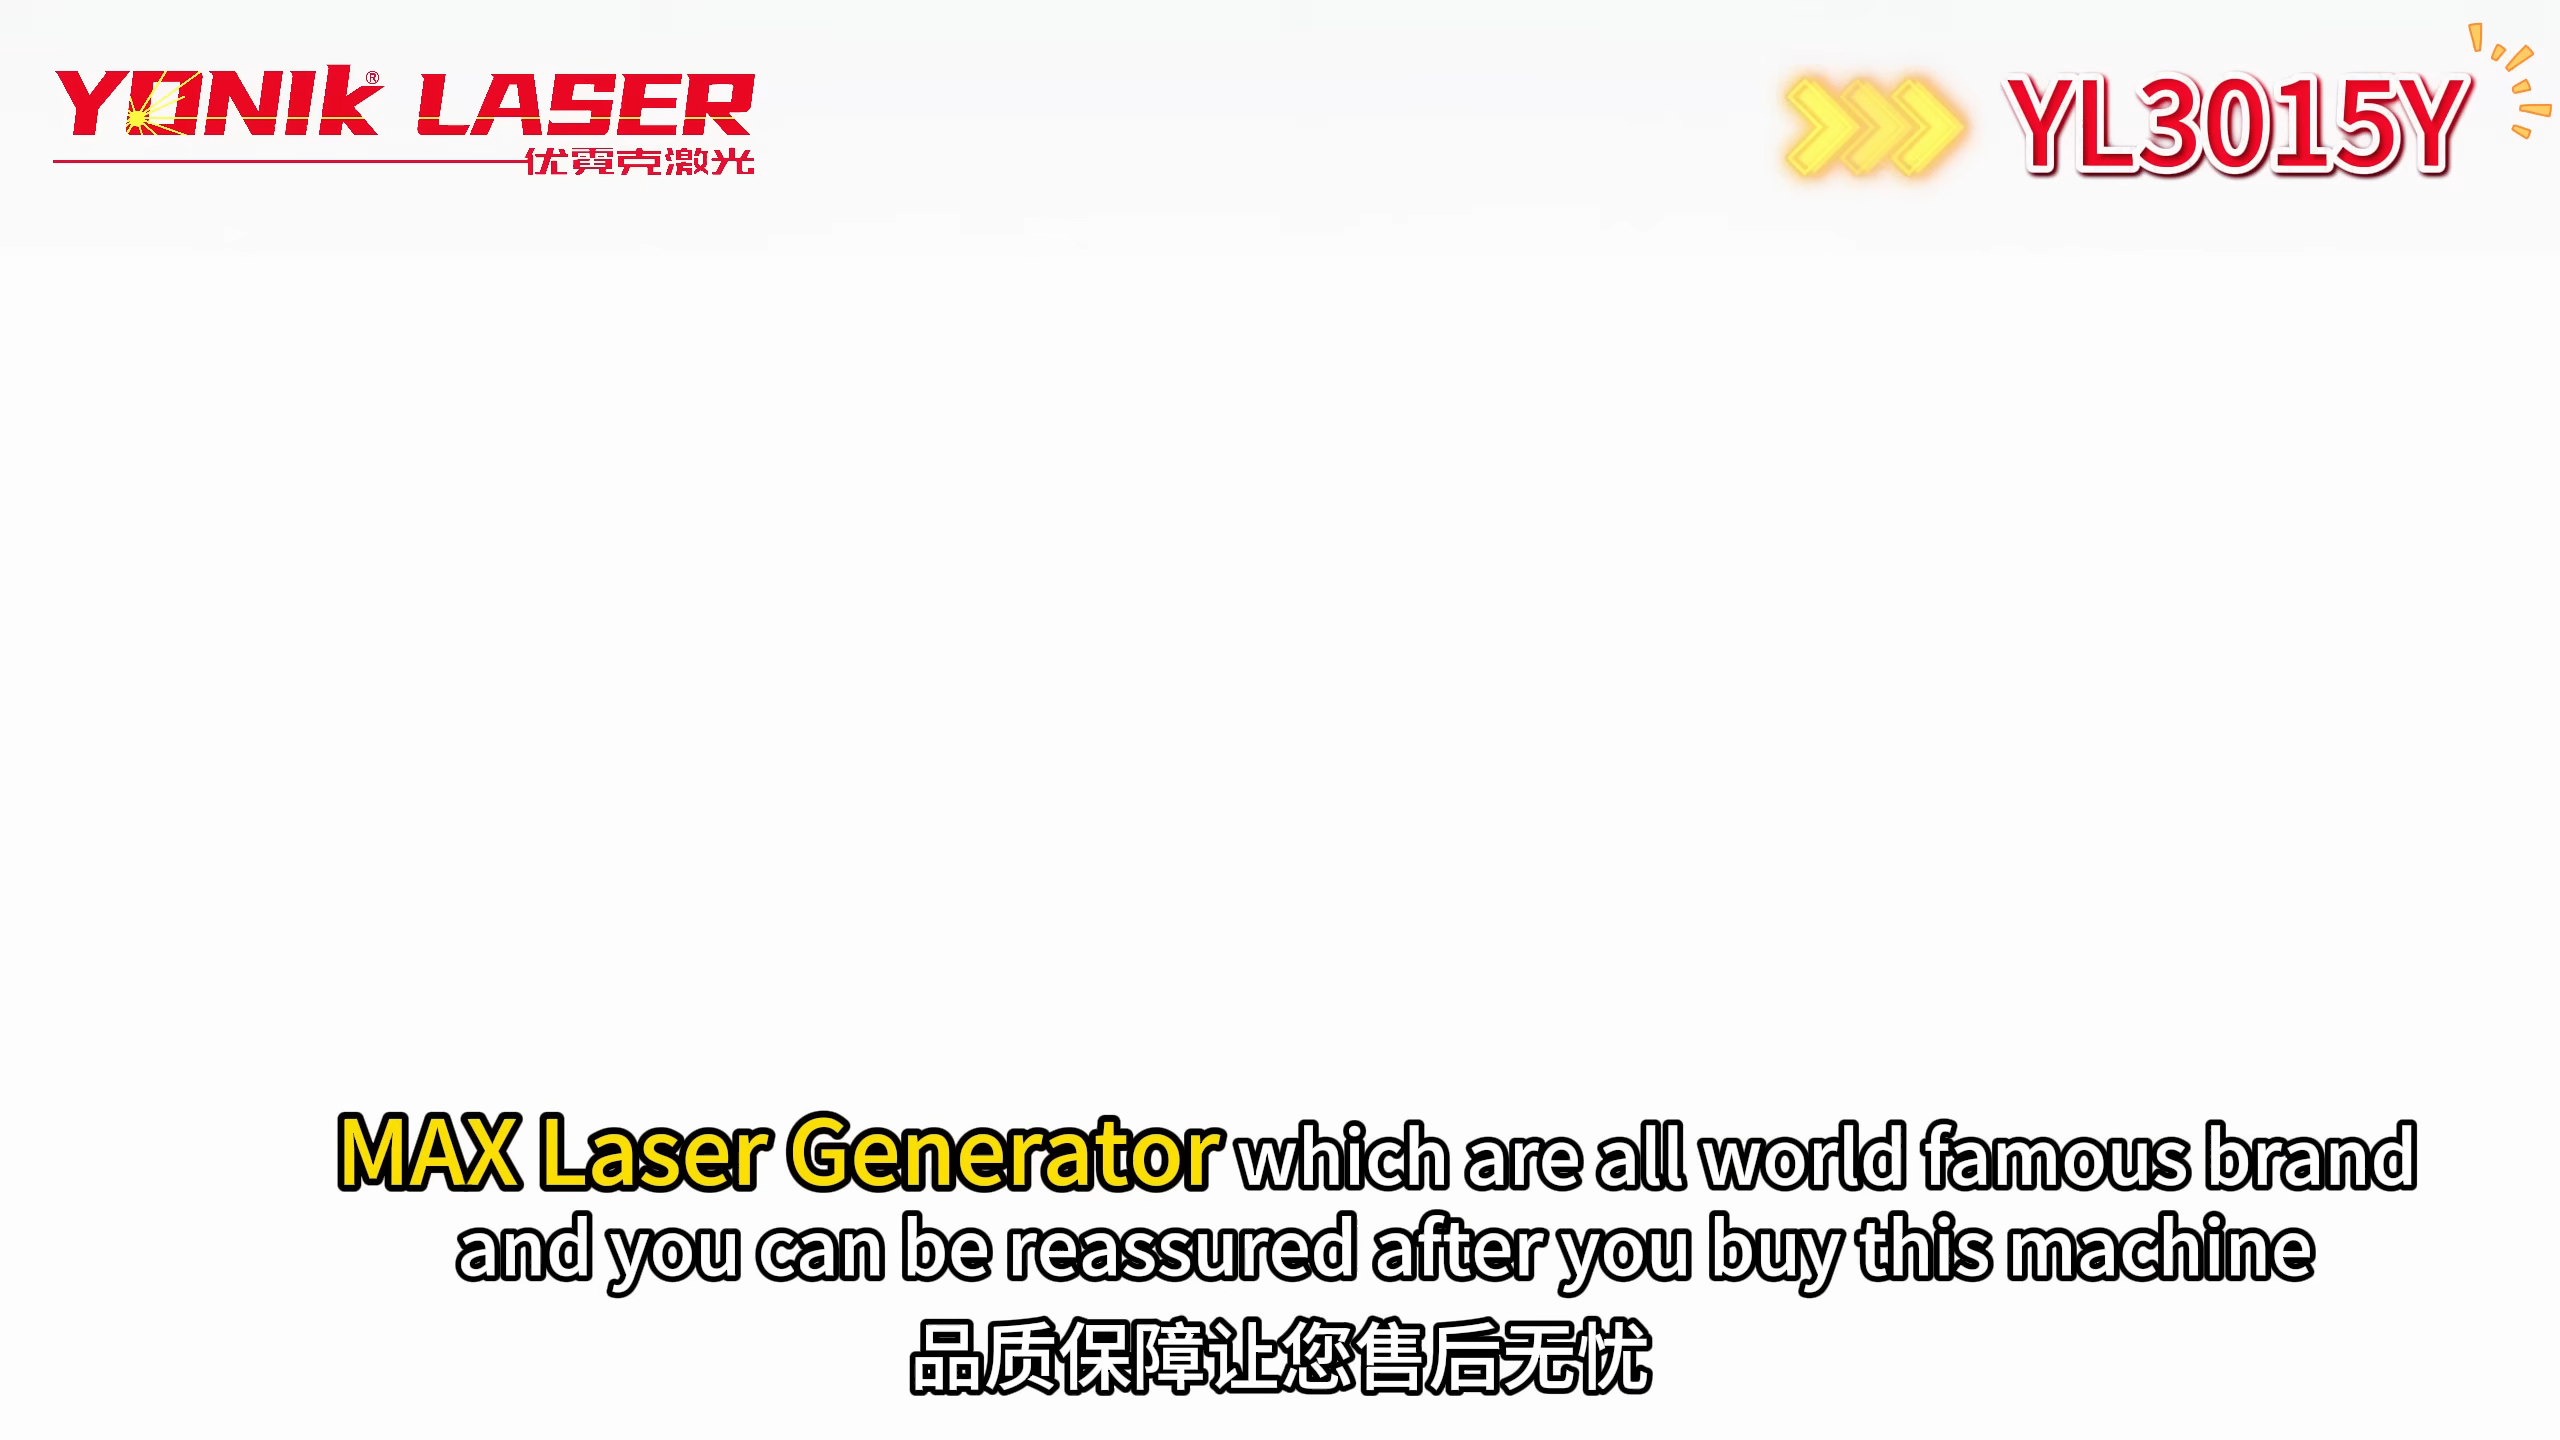 YONIK® LASER
优霓克激光
YL3015Y
MAX Laser Generator which are all world famous brand
and you can be reassured after you buy this machine
品质保障让您售后无忧